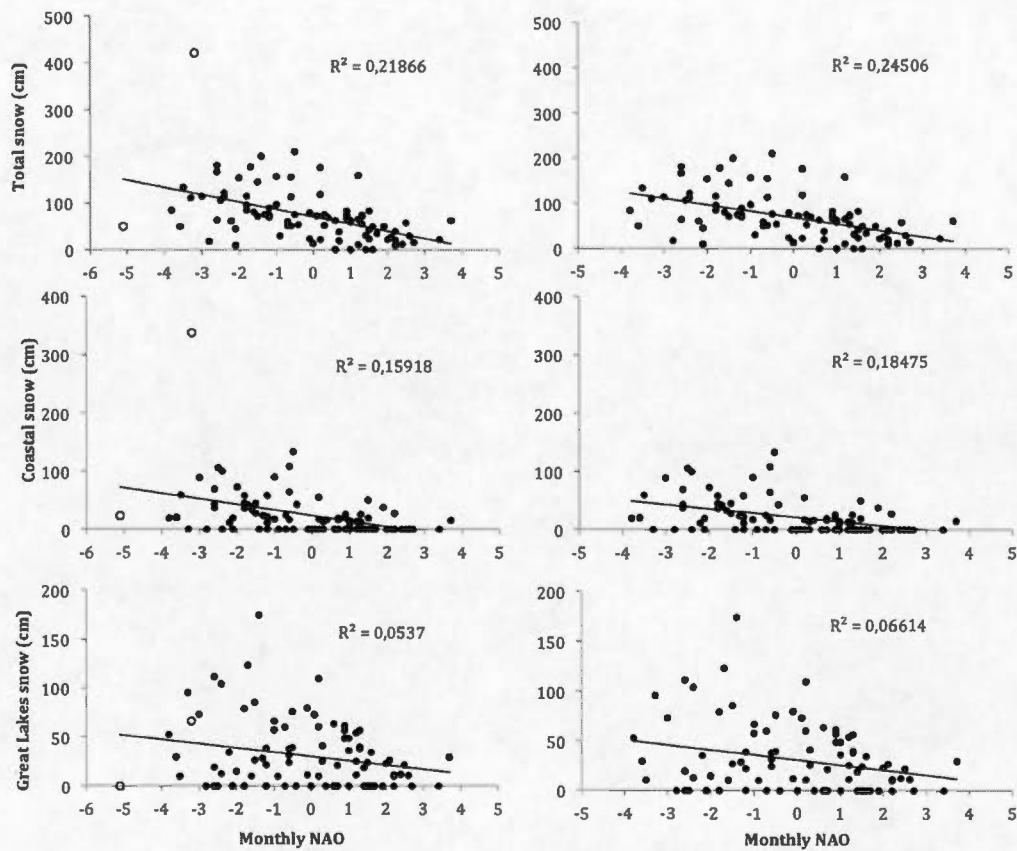 500
400
300
200
100
0
Total snow (cm)
R² = 0,21866
-6 -5 -4 -3 -2 -1 0 1 2 3 4 5
500
400
300
200
100
0
R² = 0,24506
-5 -4 -3 -2 -1 0 1 2 3 4 5
400
300
200
100
0
Coastal snow (cm)
R² = 0,15918
-6 -5 -4 -3 -2 -1 0 1 2 3 4 5
400
300
200
100
0
R² = 0,18475
-5 -4 -3 -2 -1 0 1 2 3 4 5
200
150
100
50
0
Great Lakes snow (cm)
R² = 0,0537
-6 -5 -4 -3 -2 -1 0 1 2 3 4 5
Monthly NAO
200
150
100
50
0
R² = 0,06614
-5 -4 -3 -2 -1 0 1 2 3 4 5
Monthly NAO